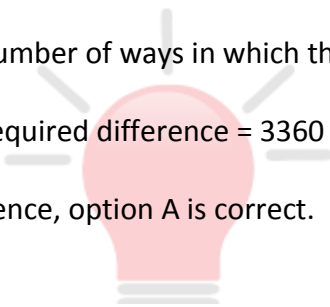 umber of ways in which th
equired difference = 3360
ence, option A is correct.